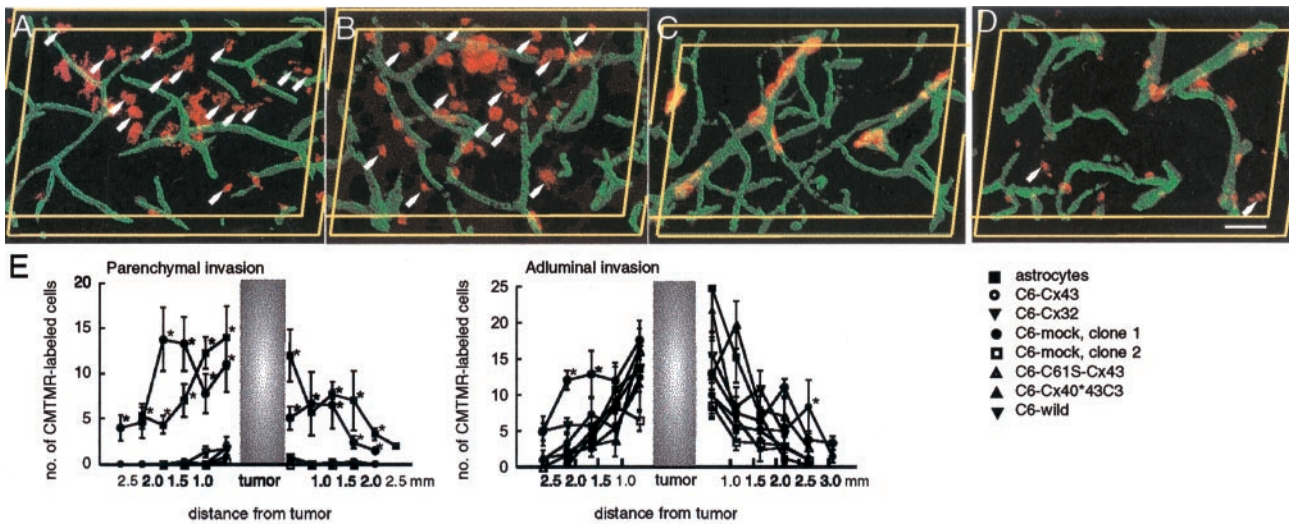 A
B
C
D
E
Parenchymal invasion
no. of CMTMR-labeled cells
20
15
10
5
0
2.5 2.0 1.5 1.0 tumor 1.0 1.5 2.0 2.5 mm
distance from tumor
Adluminal invasion
no. of CMTMR-labeled cells
25
20
15
10
5
0
2.5 2.0 1.5 1.0 tumor 1.0 1.5 2.0 2.5 3.0 mm
distance from tumor
astrocytes
C6-Cx43
C6-Cx32
C6-mock, clone 1
C6-mock, clone 2
C6-C61S-Cx43
C6-Cx40*43C3
C6-wild